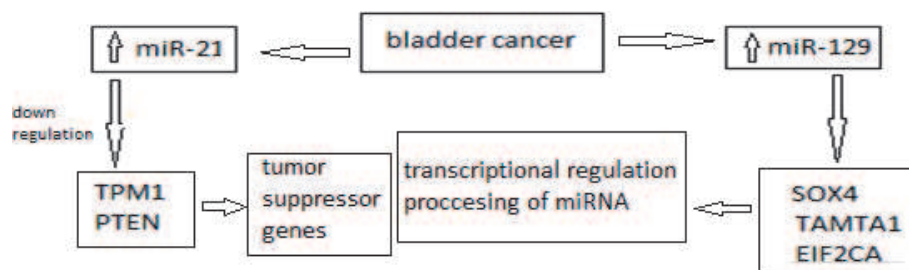 miR-21
bladder cancer
miR-129
down
regulation
TPM1
PTEN
tumor
suppressor
genes
transcriptional regulation
proccesing of miRNA
SOX4
TAMTA1
EIF2CA